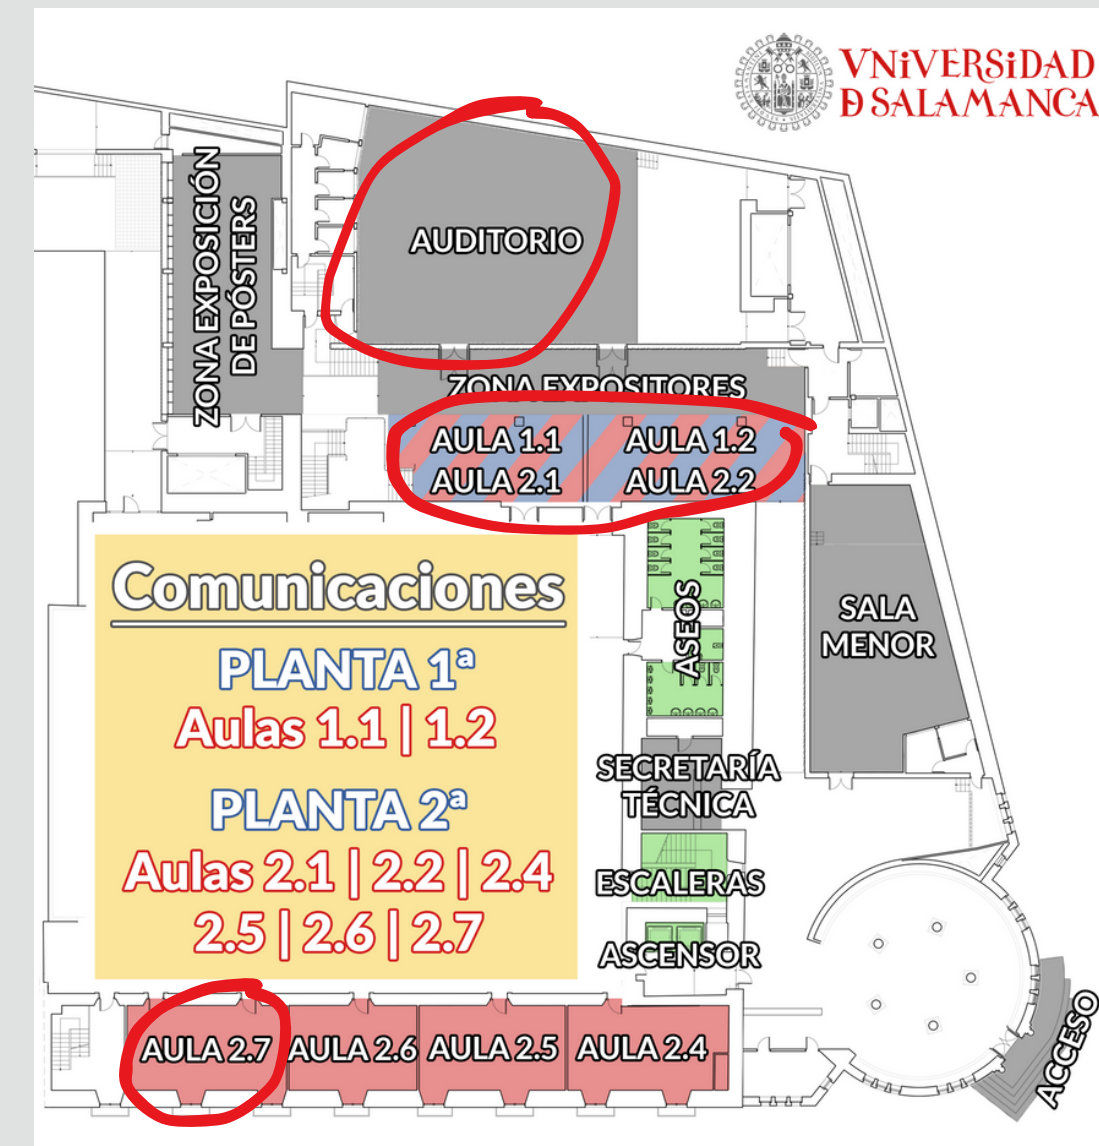 VNiVERSiDAD
Ð SALAMANCA
ZONA EXPOSICIÓN
DE PÓSTERS
AUDITORIO
ZONA EXPOSITORES
AULA 1.1
AULA 2.1
AULA 1.2
AULA 2.2
Comunicaciones
PLANTA 1ª
Aulas 1.1 | 1.2
PLANTA 2ª
Aulas 2.1 | 2.2 | 2.4
2.5 | 2.6 | 2.7
ASEOS
SALA
MENOR
SECRETARÍA
TÉCNICA
ESCALERAS
ASCENSOR
AULA 2.7
AULA 2.6
AULA 2.5
AULA 2.4
ACCESO